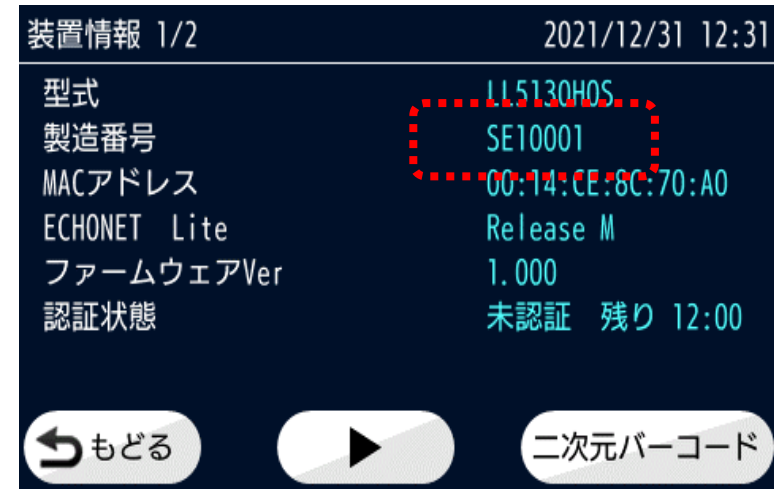 装置情報 1/2 2021/12/31 12:31
型式 LL5130H0S
製造番号 SE10001
MACアドレス 00:14:CE:8C:70:A0
ECHONET Lite Release M
ファームウェアVer 1.000
認証状態 未認証 残り 12:00
もどる ▶ 二次元バーコード